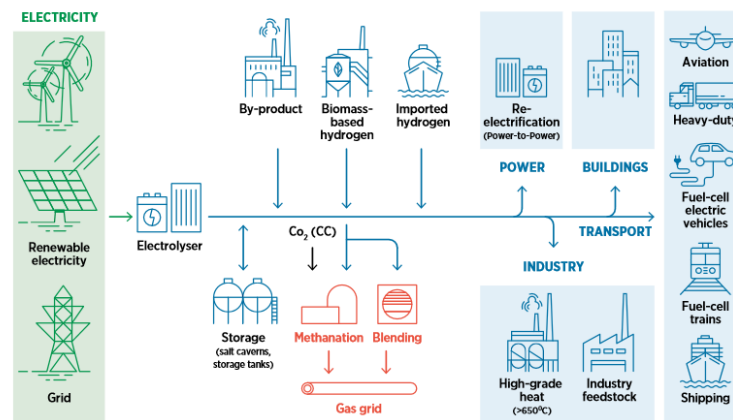 ELECTRICITY
Renewable
electricity
Grid
Electrolyser
By-product
Biomass-
based
hydrogen
Imported
hydrogen
Storage
(salt caverns,
storage tanks)
Co₂ (CC)
Methanation
Blending
Gas grid
Re-
electrification
(Power-to-Power)
POWER
BUILDINGS
TRANSPORT
INDUSTRY
High-grade
heat
(>650⁰C)
Industry
feedstock
Aviation
Heavy-duty
Fuel-cell
electric
vehicles
Fuel-cell
trains
Shipping